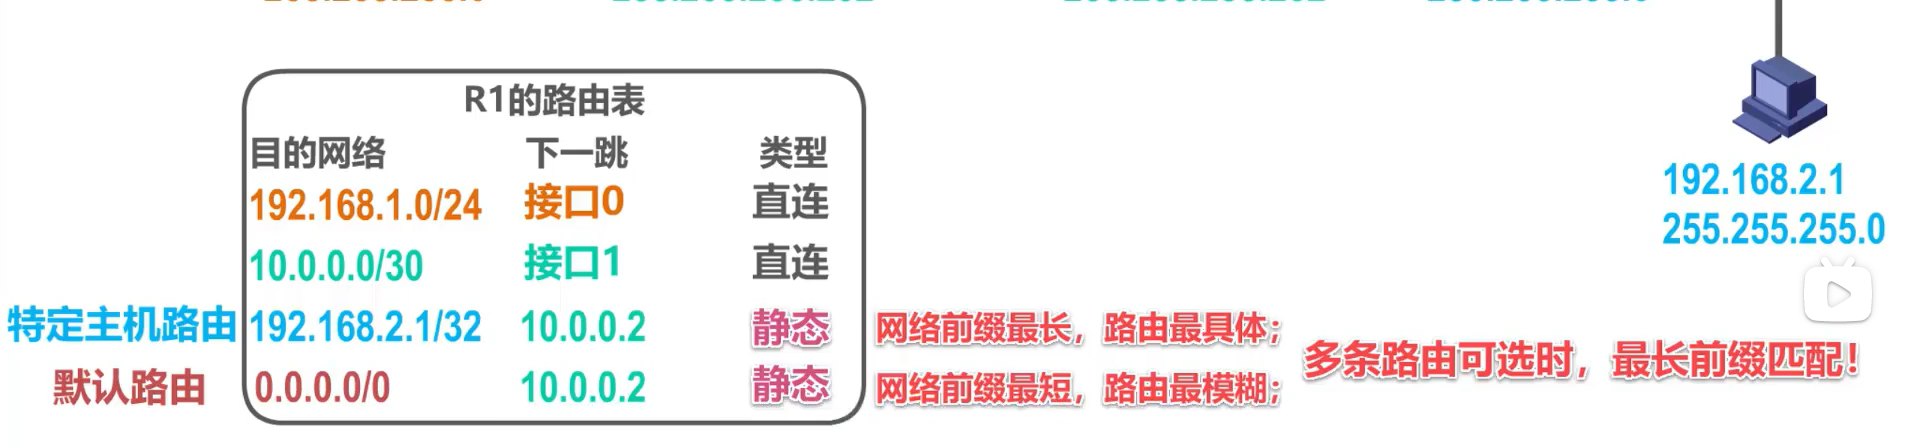 R1的路由表
目的网络 下一跳 类型
192.168.1.0/24 接口0 直连
10.0.0.0/30 接口1 直连
特定主机路由 192.168.2.1/32 10.0.0.2 静态 网络前缀最长，路由最具体；
默认路由 0.0.0.0/0 10.0.0.2 静态 网络前缀最短，路由最模糊；
多条路由可选时，最长前缀匹配！
192.168.2.1
255.255.255.0